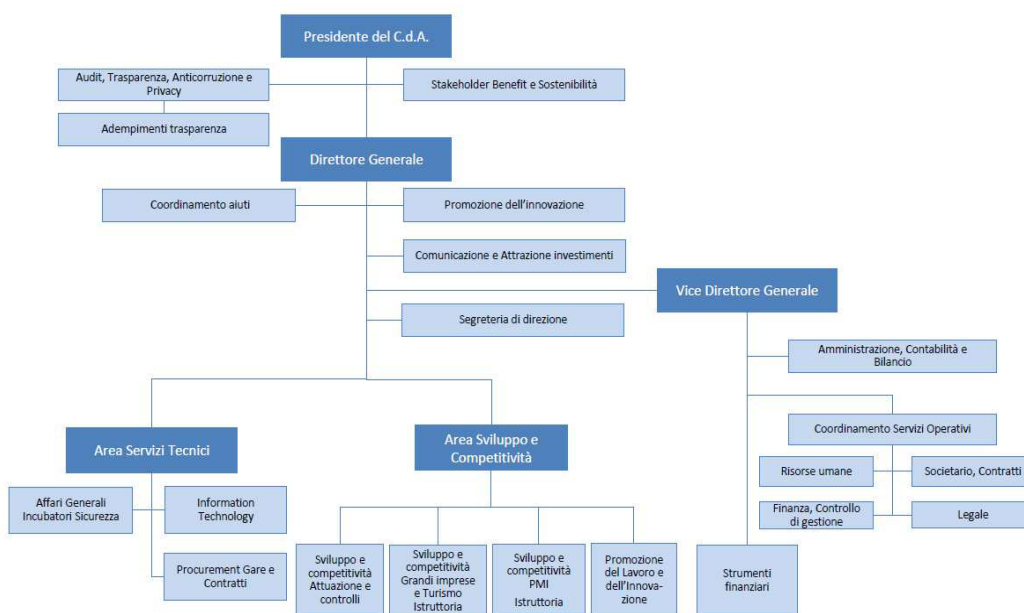 Presidente del C.d.A.
Audit, Trasparenza, Anticorruzione e
Privacy
Stakeholder Benefit e Sostenibilità
Adempimenti trasparenza
Direttore Generale
Coordinamento aiuti
Promozione dell'innovazione
Comunicazione e Attrazione investimenti
Vice Direttore Generale
Segreteria di direzione
Amministrazione, Contabilità e
Bilancio
Area Servizi Tecnici
Area Sviluppo e
Competitività
Coordinamento Servizi Operativi
Risorse umane
Societario, Contratti
Affari Generali
Incubatori Sicurezza
Information
Technology
Finanza, Controllo
di gestione
Legale
Procurement Gare e
Contratti
Sviluppo e
competitività
Attuazione e
controlli
Sviluppo e
competitività
Grandi imprese
e Turismo
Istruttoria
Sviluppo e
competitività
PMI
Istruttoria
Promozione
del Lavoro e
dell'Innova-
zione
Strumenti
finanziari